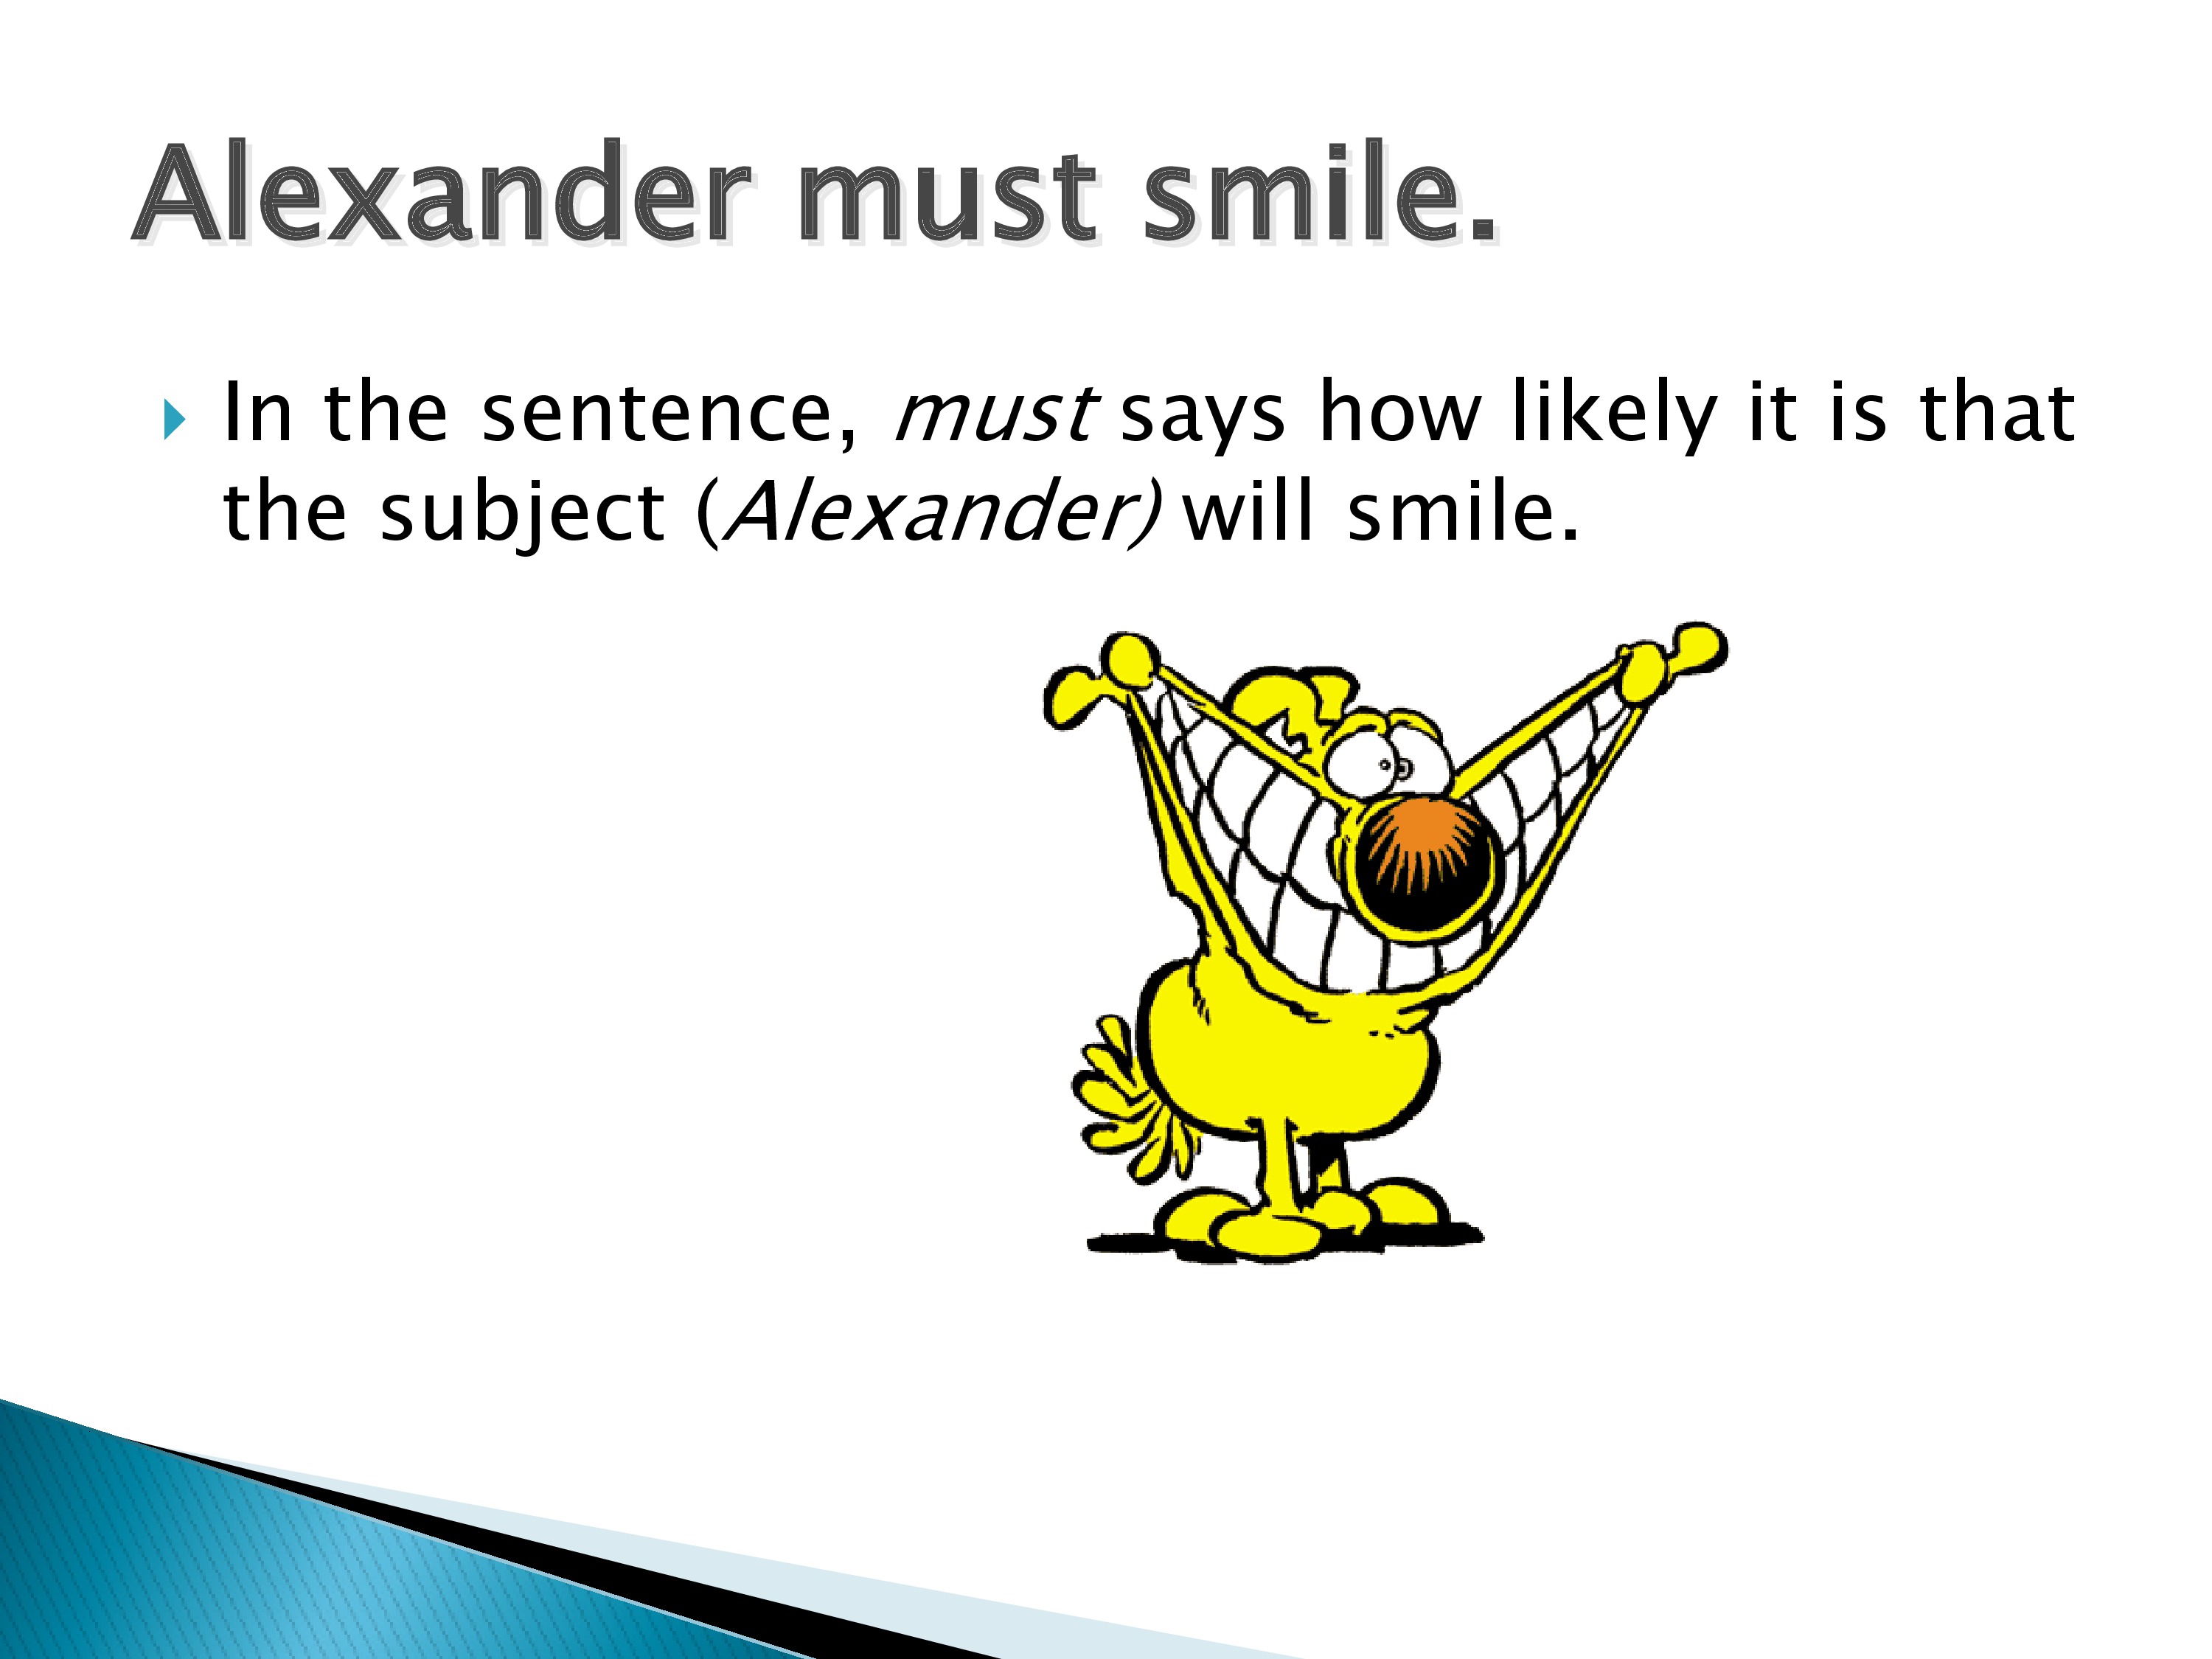 Alexander must smile.
In the sentence, must says how likely it is that
the subject (Alexander) will smile.